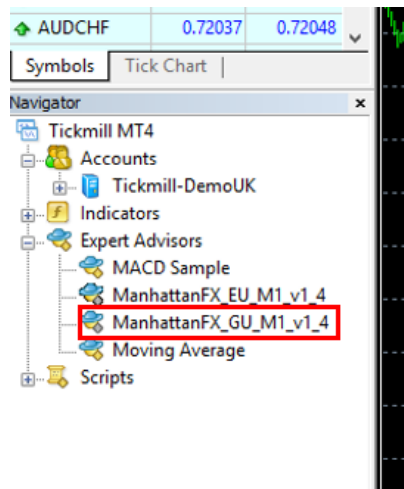 AUDCHF 0.72037 0.72048
Symbols Tick Chart
Navigator x
Tickmill MT4
Accounts
Tickmill-DemoUK
Indicators
Expert Advisors
MACD Sample
ManhattanFX_EU_M1_v1_4
ManhattanFX_GU_M1_v1_4
Moving Average
Scripts